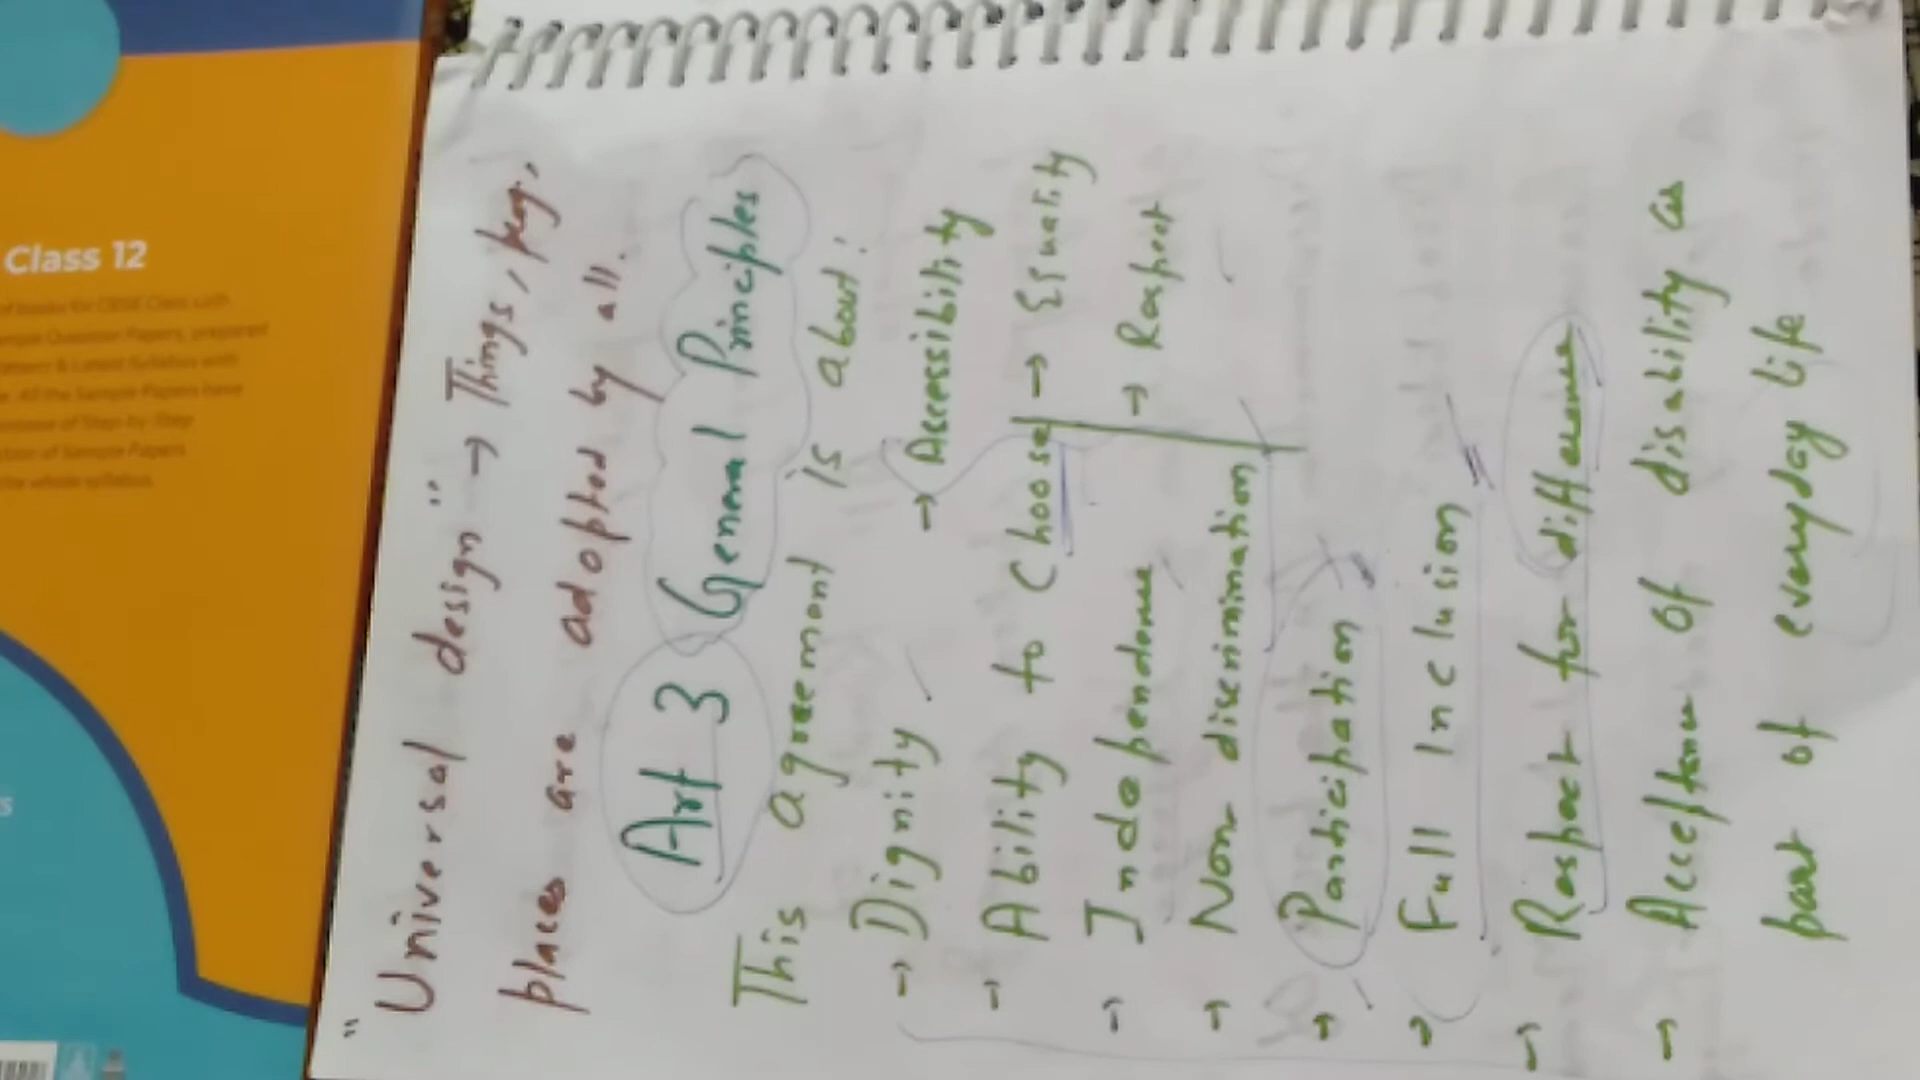 "Universal design" → Things, prog.
places are adopted by all.
Art 3 General Principles
This agreement is about:
→ Dignity → Accessibility
→ Ability to choose → Equality
→ Independence → Respect
→ Non discrimination
→ Participation
→ Full Inclusion
→ Respect for difference
→ Acceptance of disability as
part of everyday life
Class 12